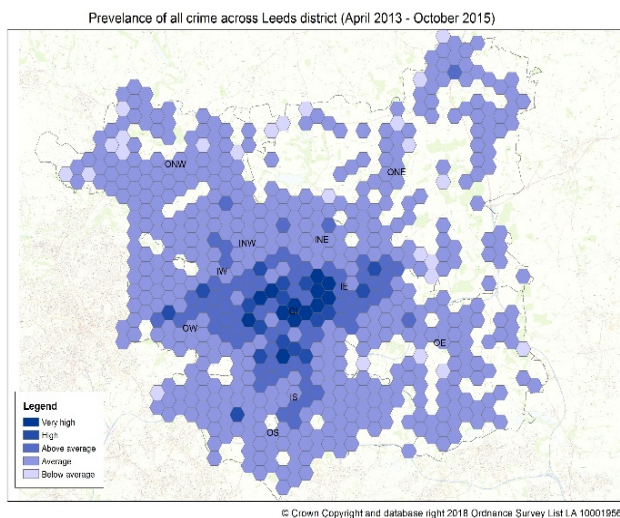 Prevelance of all crime across Leeds district (April 2013 - October 2015)
ONW
ONE
INW
INE
IW
IE
OW
OE
IS
OS
Legend
Very high
High
Above average
Average
Below average
© Crown Copyright and database right 2018 Ordnance Survey List LA 10001956